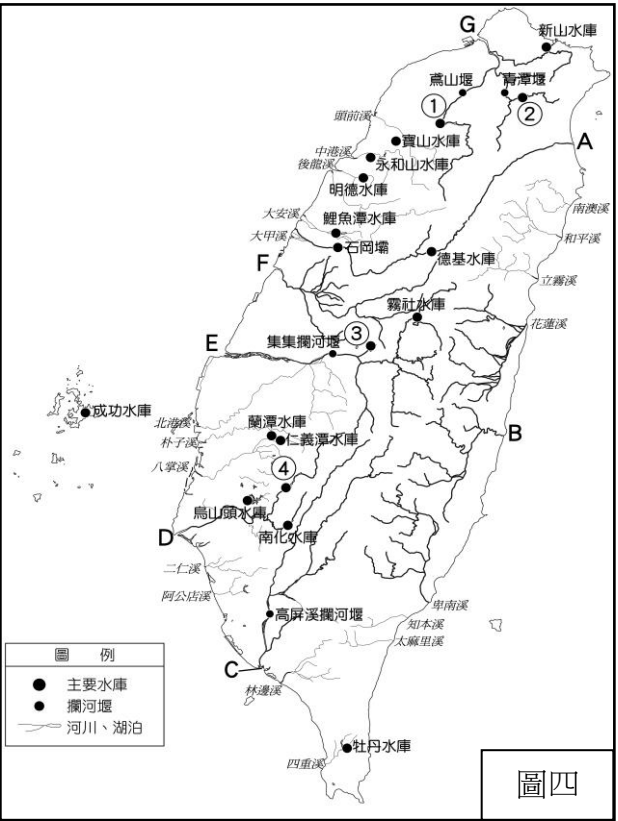 G
新山水庫
鳶山堰
青潭堰
①
②
頭前溪
A
寶山水庫
中港溪
永和山水庫
後龍溪
明德水庫
大安溪
鯉魚潭水庫
南澳溪
大甲溪
石岡壩
和平溪
德基水庫
F
立霧溪
霧社水庫
花蓮溪
③
E
集集攔河堰
成功水庫
北港溪
蘭潭水庫
B
朴子溪
仁義潭水庫
八掌溪
④
烏山頭水庫
D
南化水庫
二仁溪
阿公店溪
卑南溪
高屏溪攔河堰
知本溪
太麻里溪
C
林邊溪
牡丹水庫
四重溪
圖 例
主要水庫
攔河堰
河川、湖泊
圖四